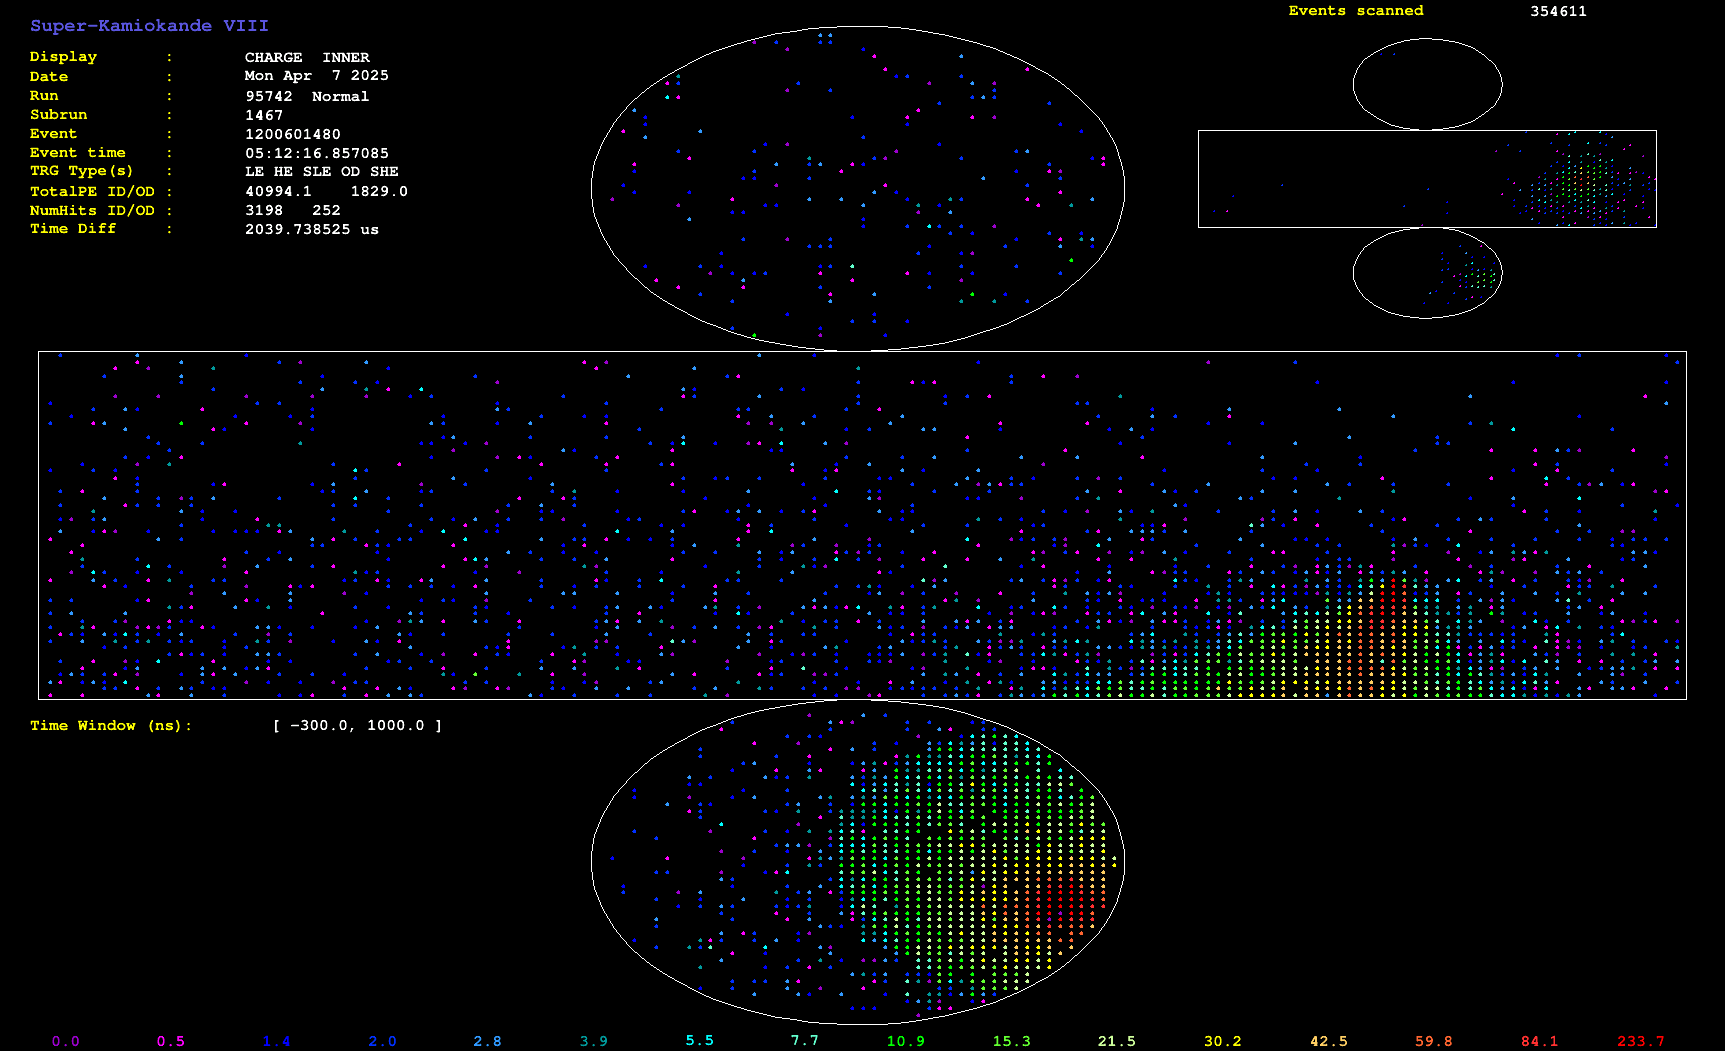 Super-Kamiokande VIII
Events scanned 354611
Display : CHARGE INNER
Date : Mon Apr 7 2025
Run : 95742 Normal
Subrun : 1467
Event : 1200601480
Event time : 05:12:16.857085
TRG Type(s) : LE HE SLE OD SHE
TotalPE ID/OD : 40994.1 1829.0
NumHits ID/OD : 3198 252
Time Diff : 2039.738525 us
Time Window (ns): [ -300.0, 1000.0 ]
0.0 0.5 1.4 2.0 2.8 3.9 5.5 7.7 10.9 15.3 21.5 30.2 42.5 59.8 84.1 233.7